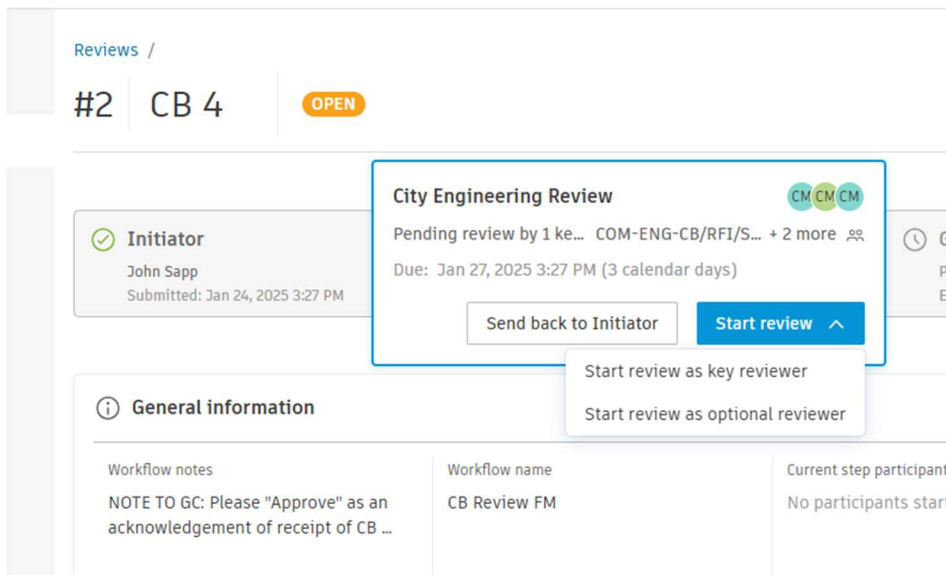 Reviews /
#2 CB 4 OPEN
City Engineering Review CM CM CM
Initiator
Pending review by 1 ke... COM-ENG-CB/RFI/S... + 2 more
John Sapp
Due: Jan 27, 2025 3:27 PM (3 calendar days)
Submitted: Jan 24, 2025 3:27 PM
Send back to Initiator Start review
Start review as key reviewer
Start review as optional reviewer
General information
Workflow notes Workflow name Current step participant
NOTE TO GC: Please "Approve" as an CB Review FM No participants star
acknowledgement of receipt of CB ...